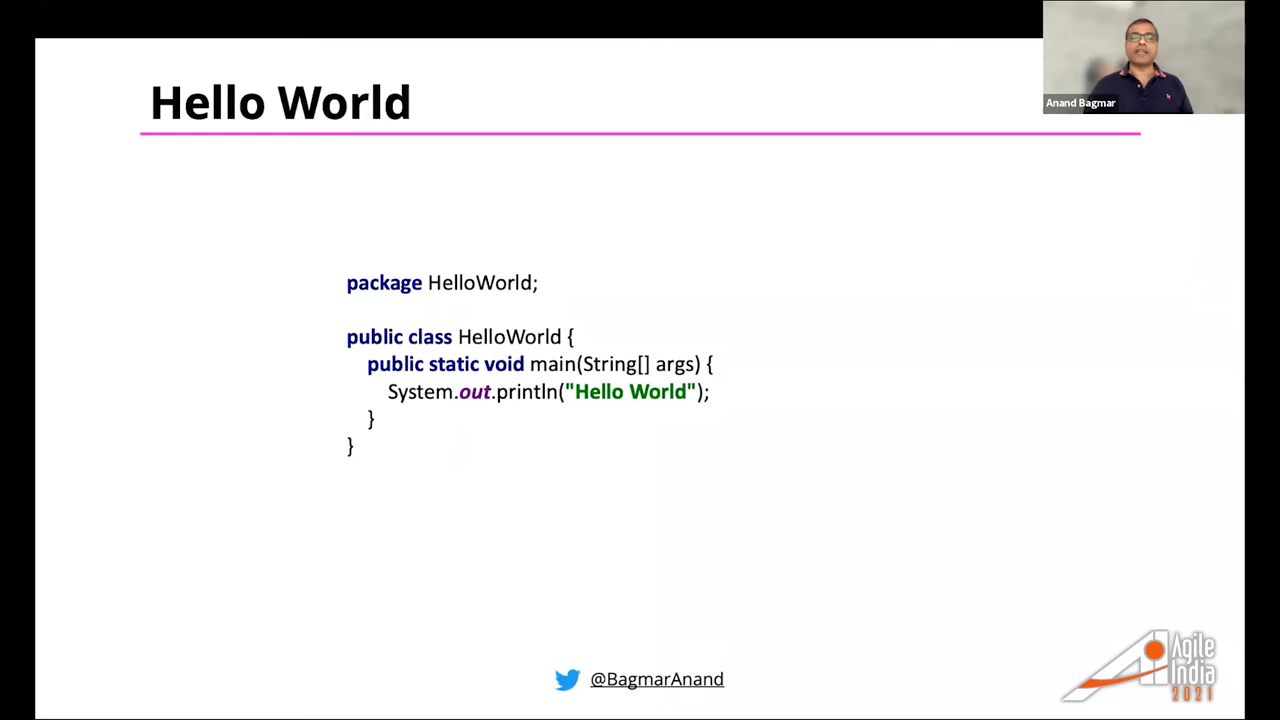 Hello World
Anand Bagmar
package HelloWorld;
public class HelloWorld {
public static void main(String[] args) {
System.out.println("Hello World");
}
}
@BagmarAnand
Agile
India
2021